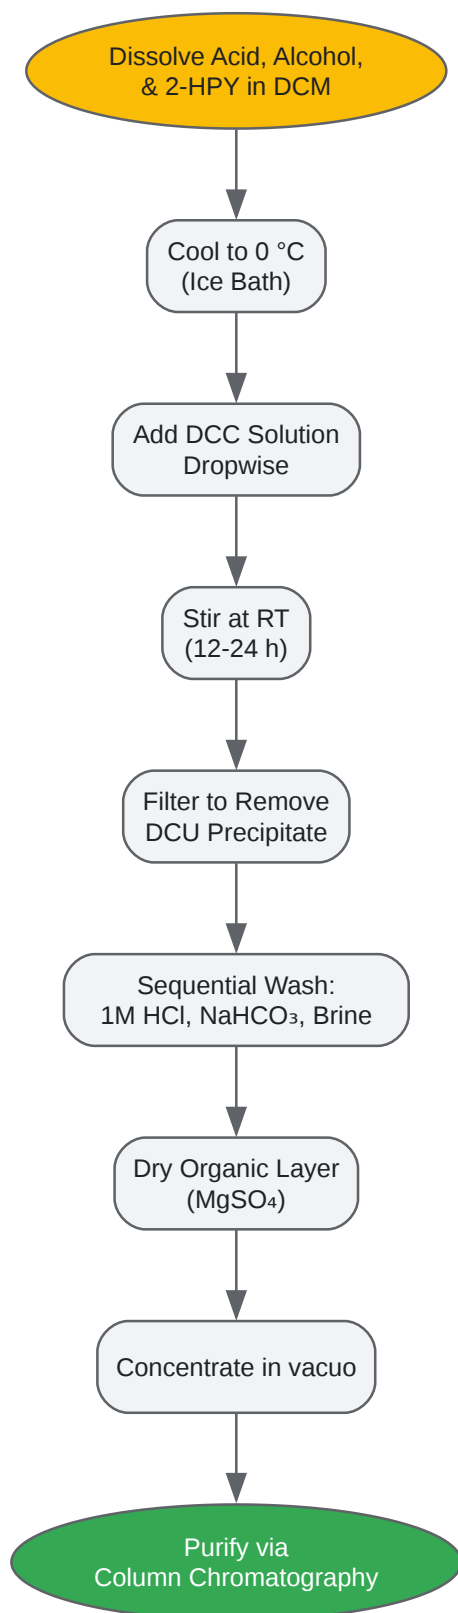 Dissolve Acid, Alcohol,
& 2-HPY in DCM
Cool to 0 °C
(Ice Bath)
Add DCC Solution
Dropwise
Stir at RT
(12-24 h)
Filter to Remove
DCU Precipitate
Sequential Wash:
1M HCl, NaHCO₃, Brine
Dry Organic Layer
(MgSO₄)
Concentrate in vacuo
Purify via
Column Chromatography